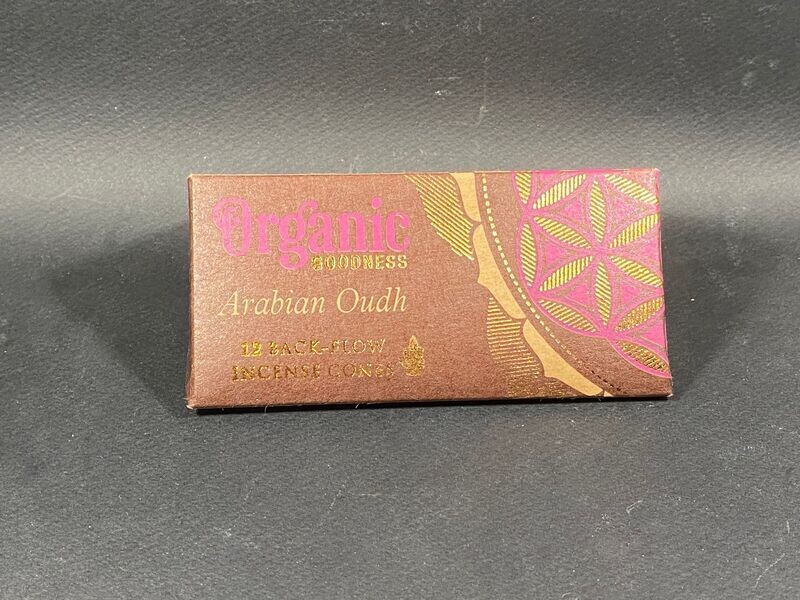 Organic
GOODNESS
Arabian Oudh
12 BACK-FLOW
INCENSE CONES